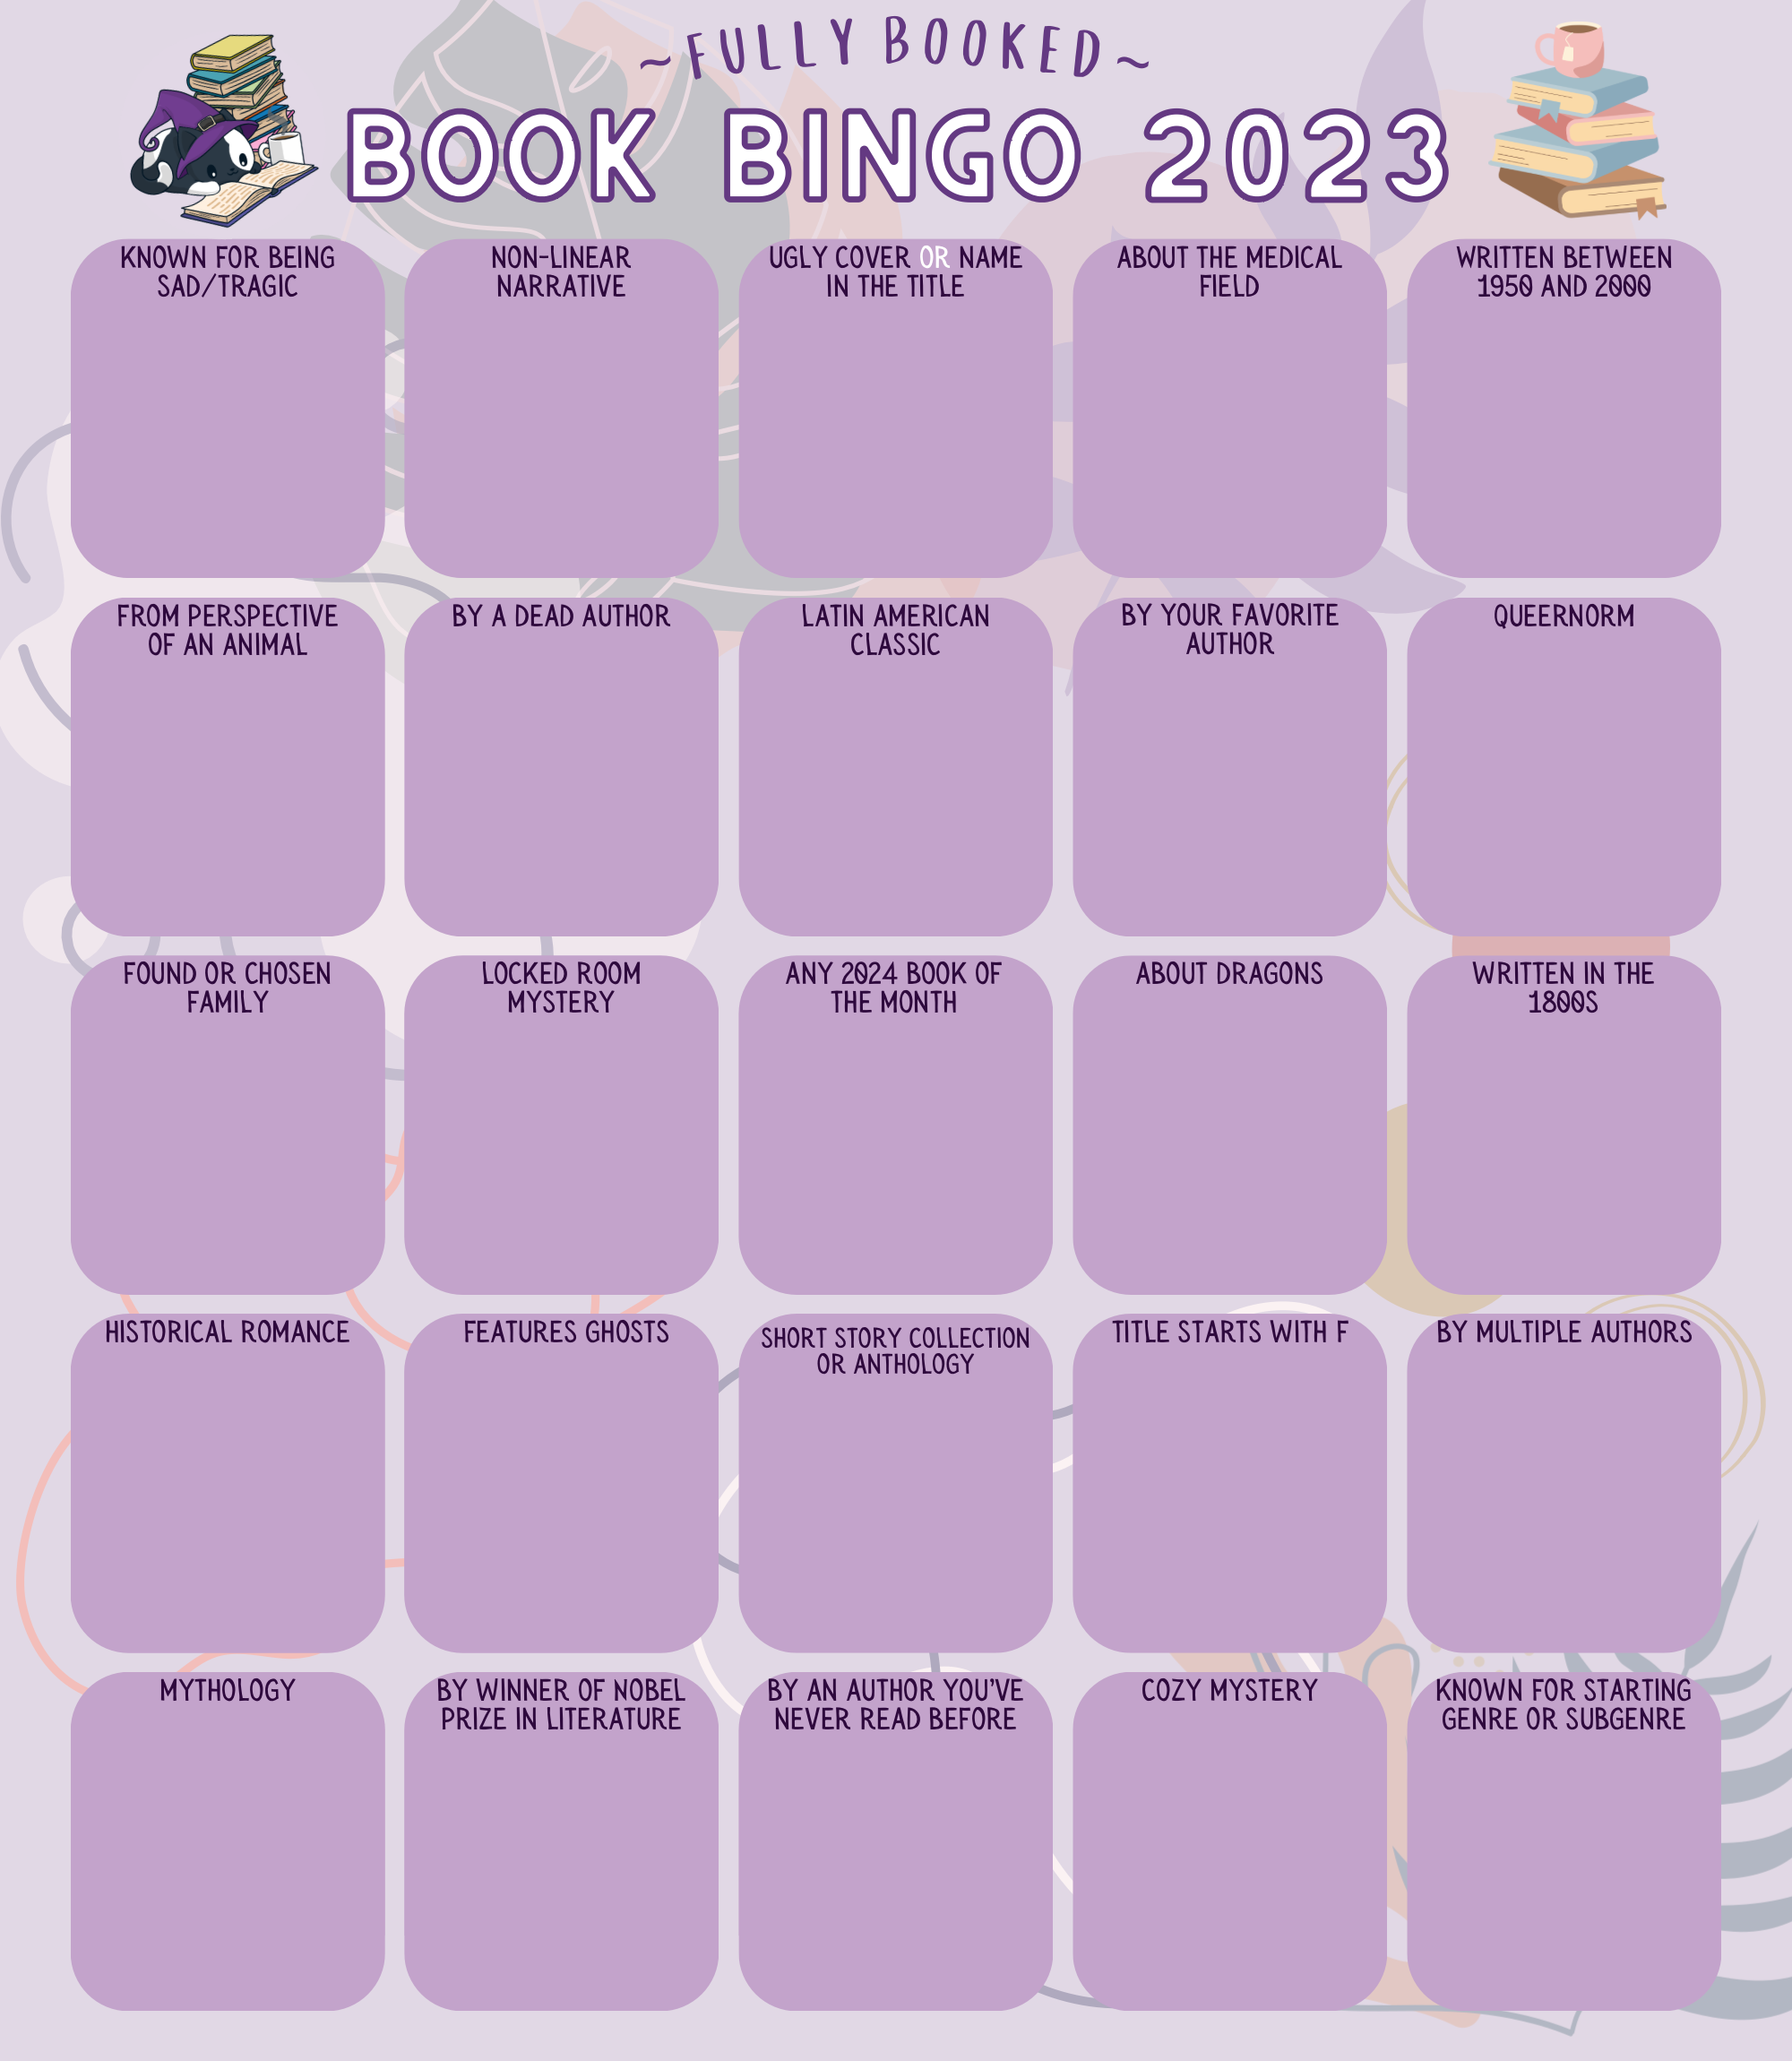 ~FULLY BOOKED~
BOOK BINGO 2023
KNOWN FOR BEING
SAD/TRAGIC
NON-LINEAR
NARRATIVE
UGLY COVER OR NAME
IN THE TITLE
ABOUT THE MEDICAL
FIELD
WRITTEN BETWEEN
1950 AND 2000
FROM PERSPECTIVE
OF AN ANIMAL
BY A DEAD AUTHOR
LATIN AMERICAN
CLASSIC
BY YOUR FAVORITE
AUTHOR
QUEERNORM
FOUND OR CHOSEN
FAMILY
LOCKED ROOM
MYSTERY
ANY 2024 BOOK OF
THE MONTH
ABOUT DRAGONS
WRITTEN IN THE
1800S
HISTORICAL ROMANCE
FEATURES GHOSTS
SHORT STORY COLLECTION
OR ANTHOLOGY
TITLE STARTS WITH F
BY MULTIPLE AUTHORS
MYTHOLOGY
BY WINNER OF NOBEL
PRIZE IN LITERATURE
BY AN AUTHOR YOU'VE
NEVER READ BEFORE
COZY MYSTERY
KNOWN FOR STARTING
GENRE OR SUBGENRE